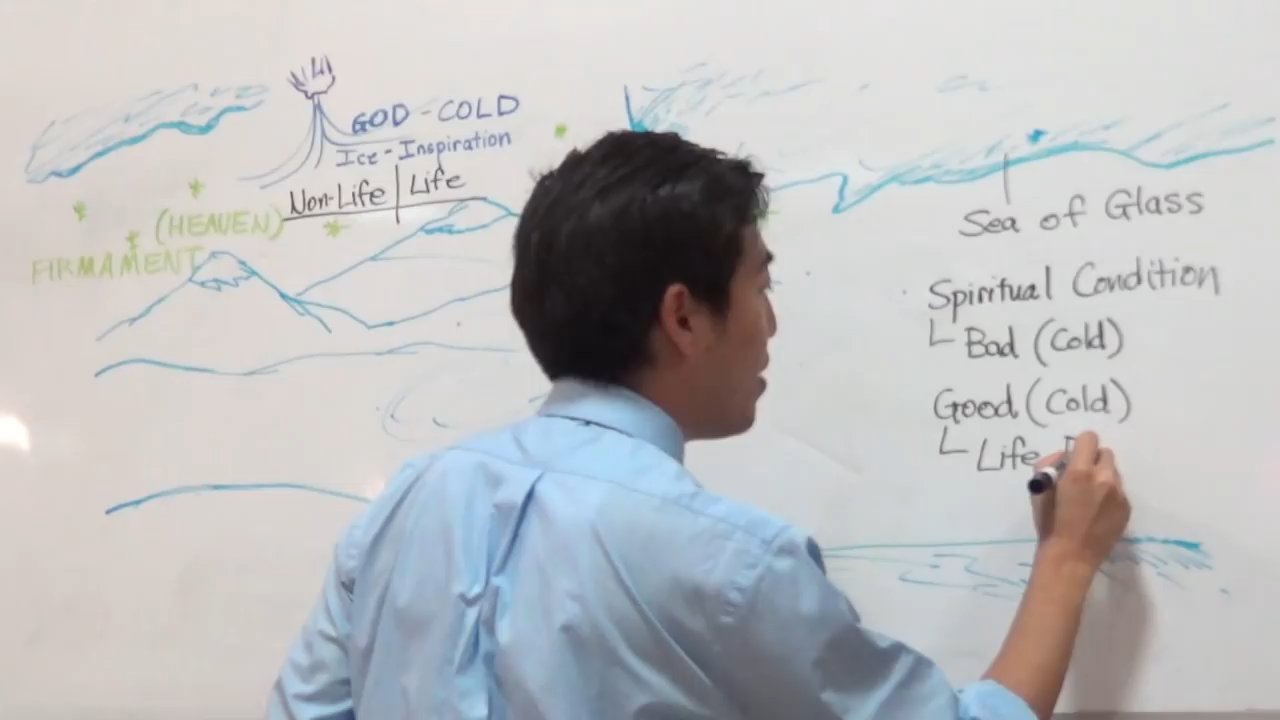 GOD - COLD
Ice - Inspiration
Non-Life | Life
(HEAVEN)
FIRMAMENT
Sea of Glass
Spiritual Condition
Bad (Cold)
Good (Cold)
Life